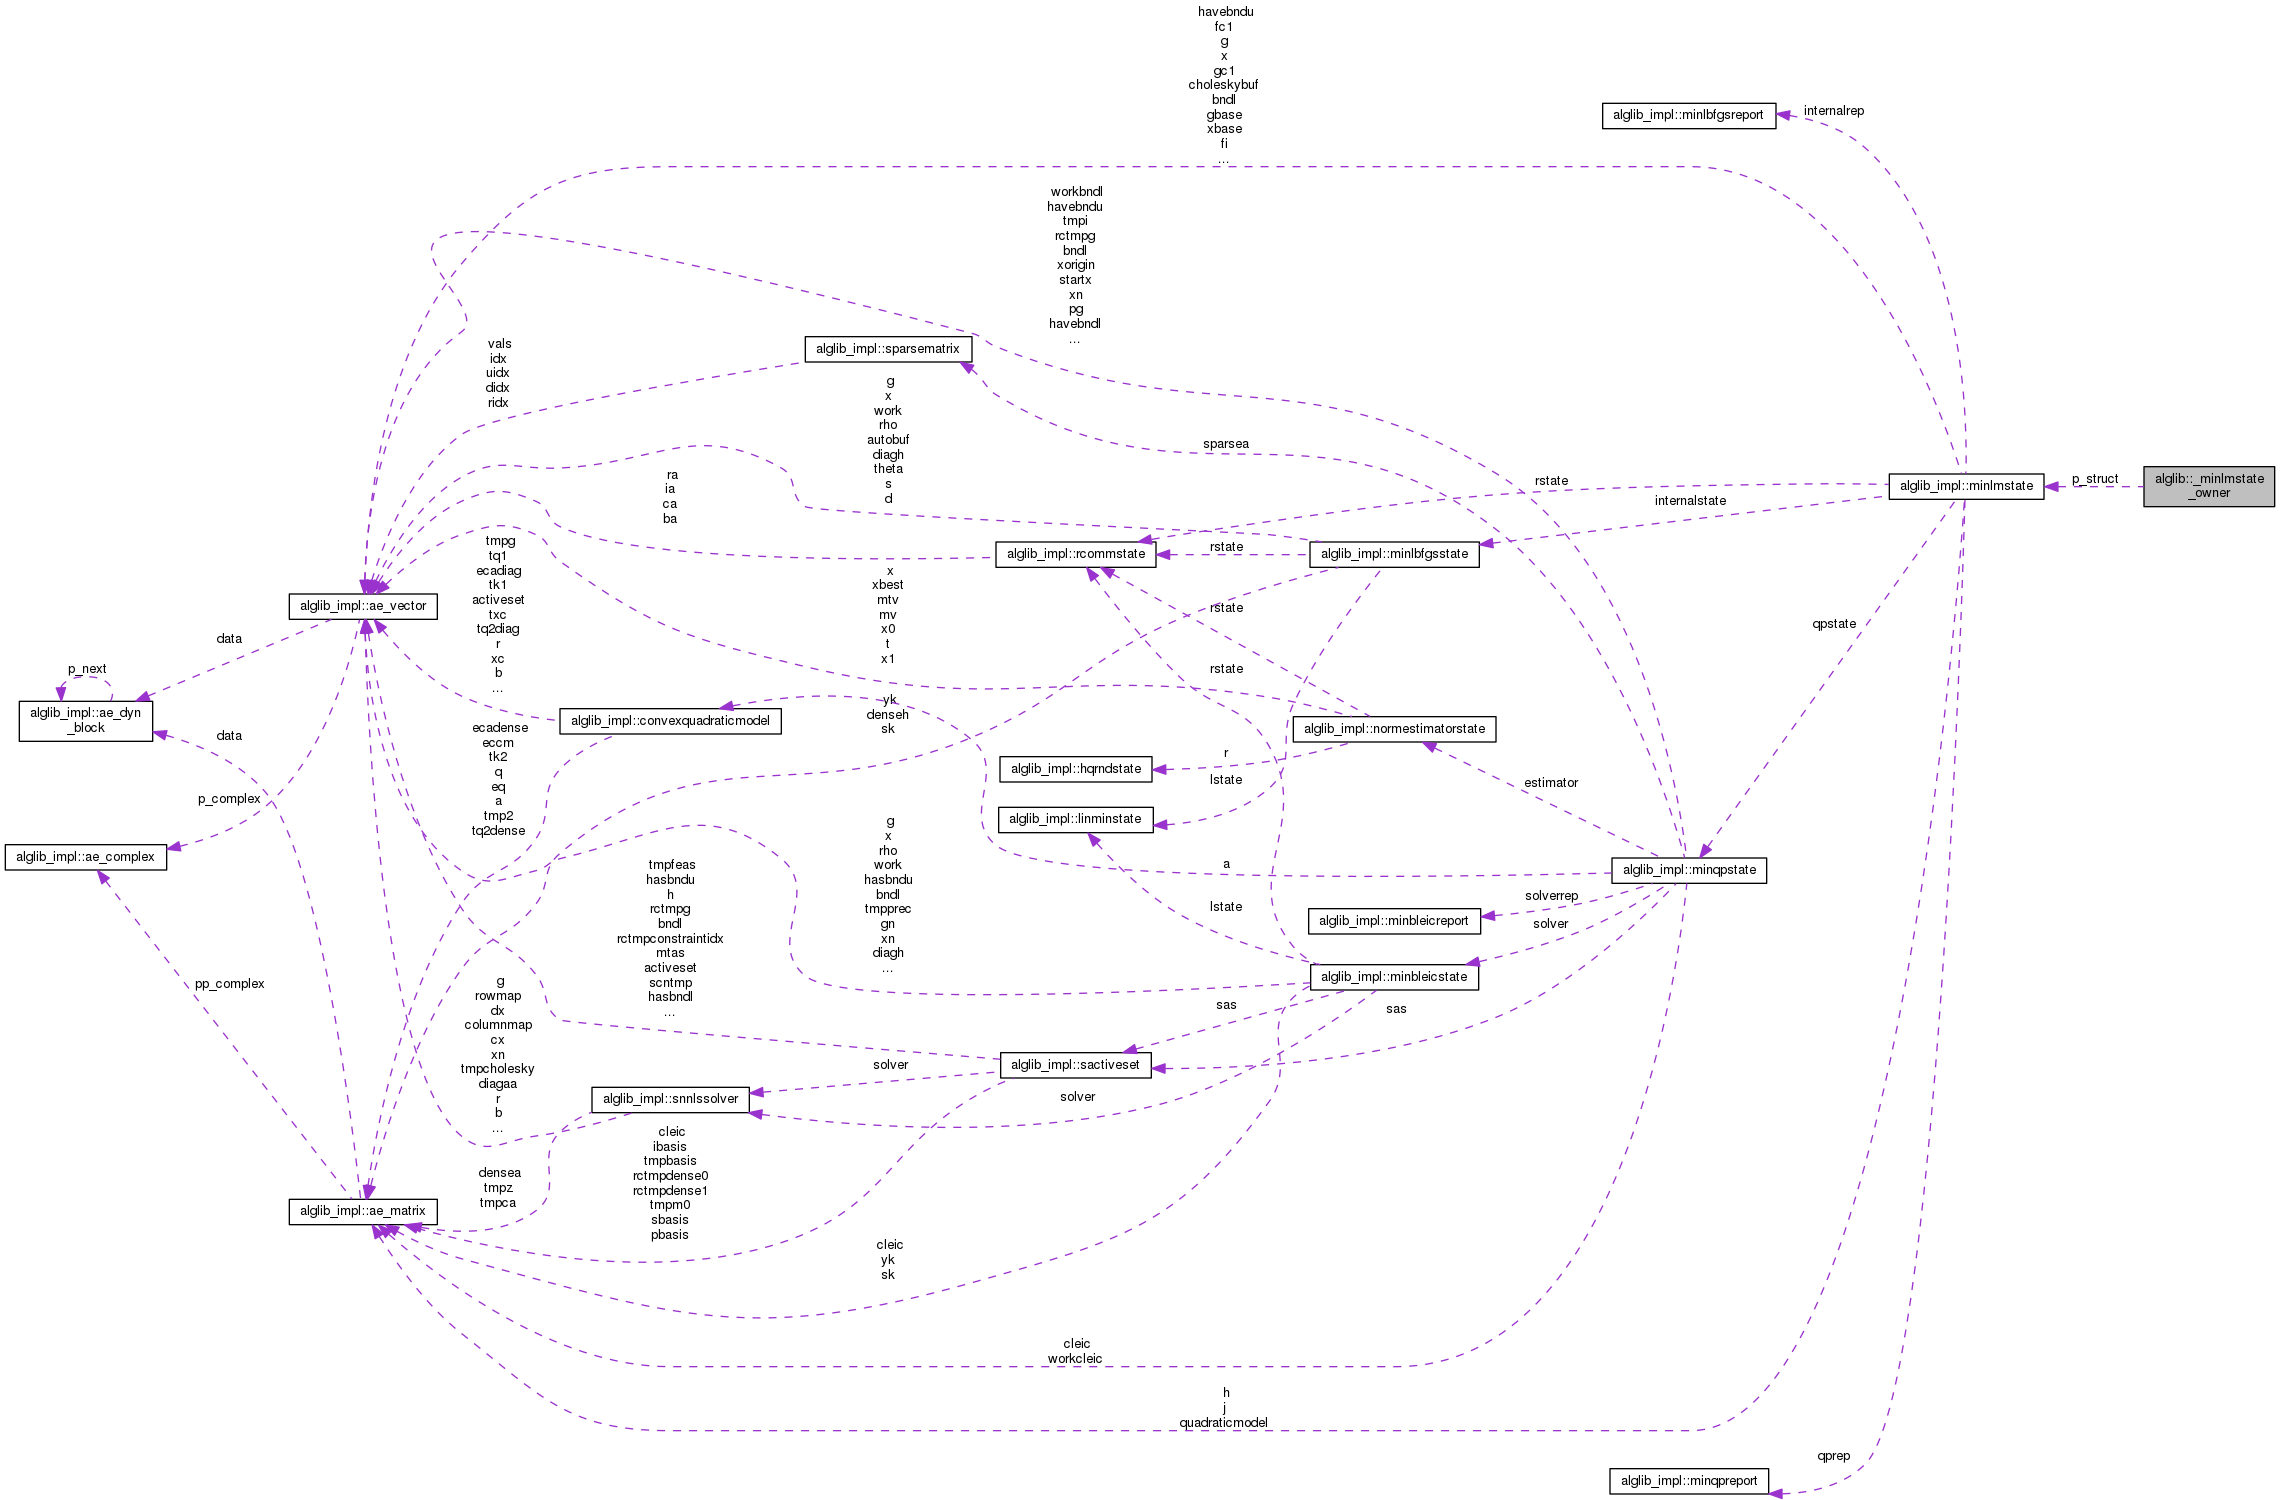 havebndu
fc1
g
x
gc1
choleskybuf
bndl
gbase
xbase
fi
...
alglib_impl::minlbfgsreport
internalrep
workbndl
havebndu
tmpi
rctmpg
bndl
xorigin
startx
xn
pg
havebndl
...
alglib_impl::sparsematrix
vals
idx
uidx
didx
ridx
g
x
work
rho
autobuf
diagh
theta
s
d
sparsea
rstate
internalstate
alglib_impl::minlmstate
p_struct
alglib::_minlmstate
_owner
ra
ia
ca
ba
alglib_impl::rcommstate
rstate
alglib_impl::minlbfgsstate
tmpg
tq1
ecadiag
tk1
activeset
txc
tq2diag
r
xc
b
...
x
xbest
mtv
mv
x0
t
x1
rstate
rstate
qpstate
alglib_impl::ae_vector
data
p_next
alglib_impl::ae_dyn
_block
data
alglib_impl::convexquadraticmodel
yk
denseh
sk
alglib_impl::normestimatorstate
ecadense
eccm
tk2
q
eq
a
tmp2
tq2dense
alglib_impl::hqrndstate
r
lstate
estimator
p_complex
alglib_impl::linminstate
alglib_impl::ae_complex
g
x
rho
work
hasbndu
bndl
tmpprec
gn
xn
diagh
...
a
alglib_impl::minqpstate
tmpfeas
hasbndu
h
rctmpg
bndl
rctmpconstraintidx
mtas
activeset
scntmp
hasbndl
...
lstate
solverrep
alglib_impl::minbleicreport
solver
alglib_impl::minbleicstate
pp_complex
g
rowmap
dx
columnmap
cx
xn
tmpcholesky
diagaa
r
b
...
sas
sas
alglib_impl::sactiveset
solver
alglib_impl::snnlssolver
solver
cleic
ibasis
tmpbasis
rctmpdense0
rctmpdense1
tmpm0
sbasis
pbasis
densea
tmpz
tmpca
alglib_impl::ae_matrix
cleic
yk
sk
cleic
workcleic
h
j
quadraticmodel
qprep
alglib_impl::minqpreport